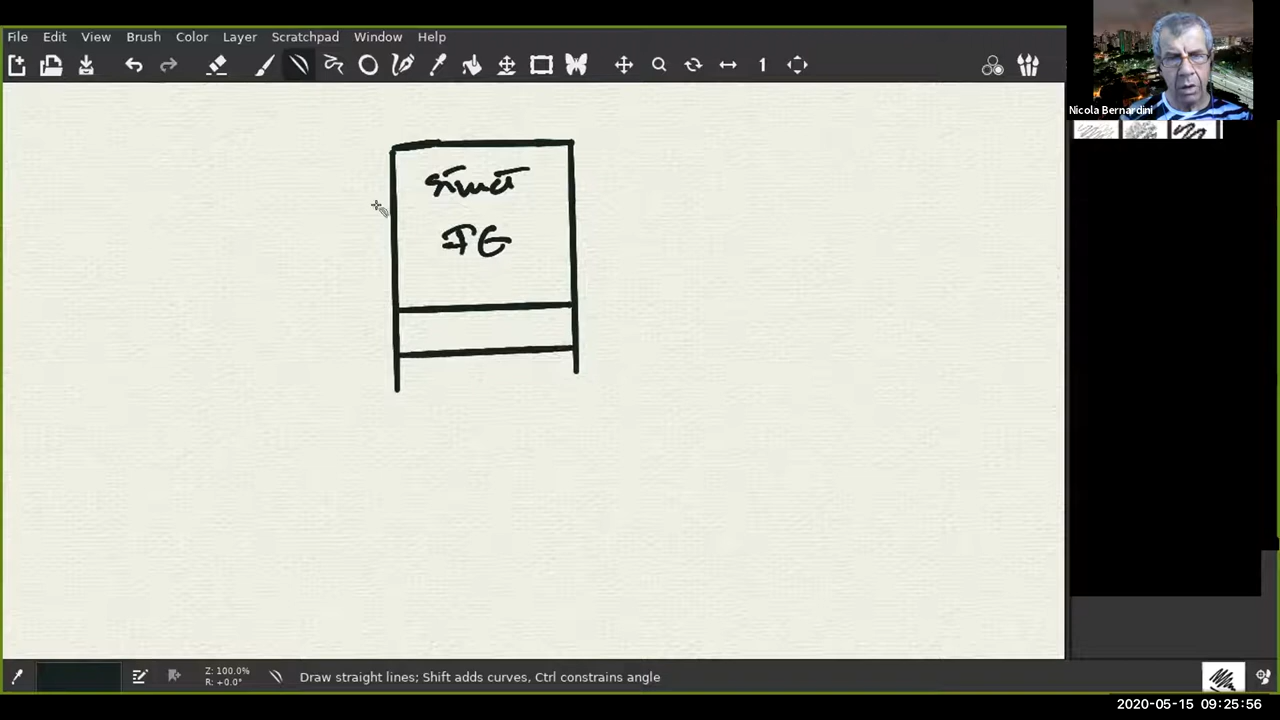 File Edit View Brush Color Layer Scratchpad Window Help
1
Nicola Bernardini
struct
Z: 100.0%
R: +0.0°
Draw straight lines; Shift adds curves, Ctrl constrains angle
2020-05-15 09:25:56